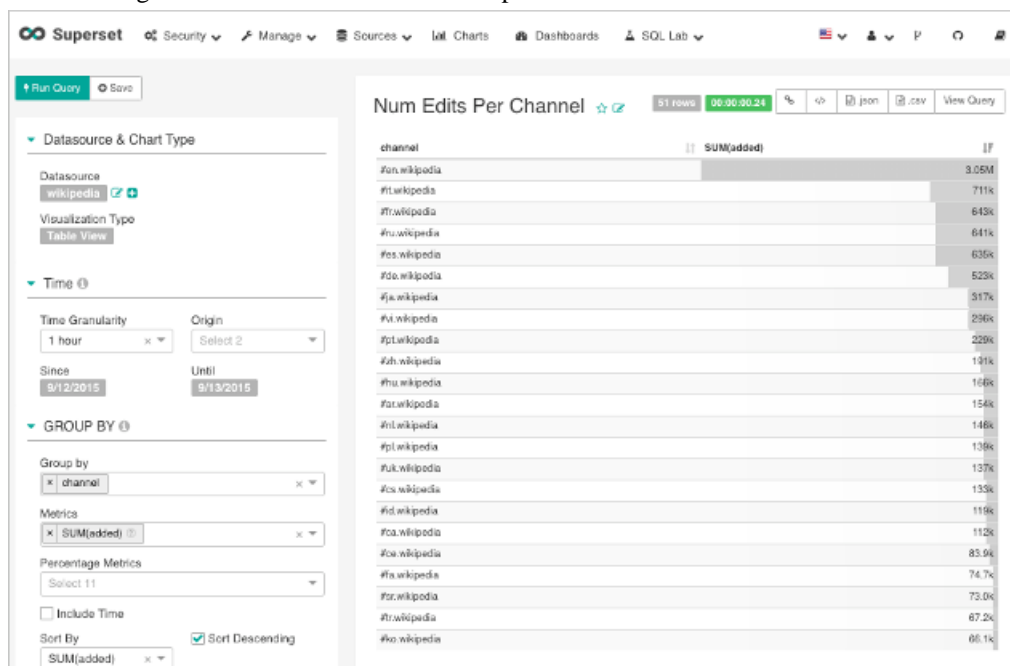 Superset Security Manage Sources Charts Dashboards SQL Lab
Run Query Save
Num Edits Per Channel 51 rows 00:00:00.24 json .csv View Query
Datasource & Chart Type
Datasource
wikipedia
Visualization Type
Table View
Time
Time Granularity Origin
1 hour Select 2
Since Until
9/12/2015 9/13/2015
GROUP BY
Group by
channel
Metrics
SUM(added)
Percentage Metrics
Select 11
Include Time
Sort By Sort Descending
SUM(added)
channel SUM(added)
#en.wikipedia 3.05M
#it.wikipedia 711k
#fr.wikipedia 643k
#ru.wikipedia 641k
#es.wikipedia 635k
#de.wikipedia 523k
#ja.wikipedia 317k
#vi.wikipedia 296k
#pt.wikipedia 229k
#zh.wikipedia 191k
#hu.wikipedia 166k
#ar.wikipedia 154k
#nl.wikipedia 146k
#pl.wikipedia 139k
#uk.wikipedia 137k
#cs.wikipedia 133k
#id.wikipedia 119k
#ca.wikipedia 112k
#ce.wikipedia 83.9k
#fa.wikipedia 74.7k
#sr.wikipedia 73.0k
#tr.wikipedia 67.2k
#ko.wikipedia 66.1k